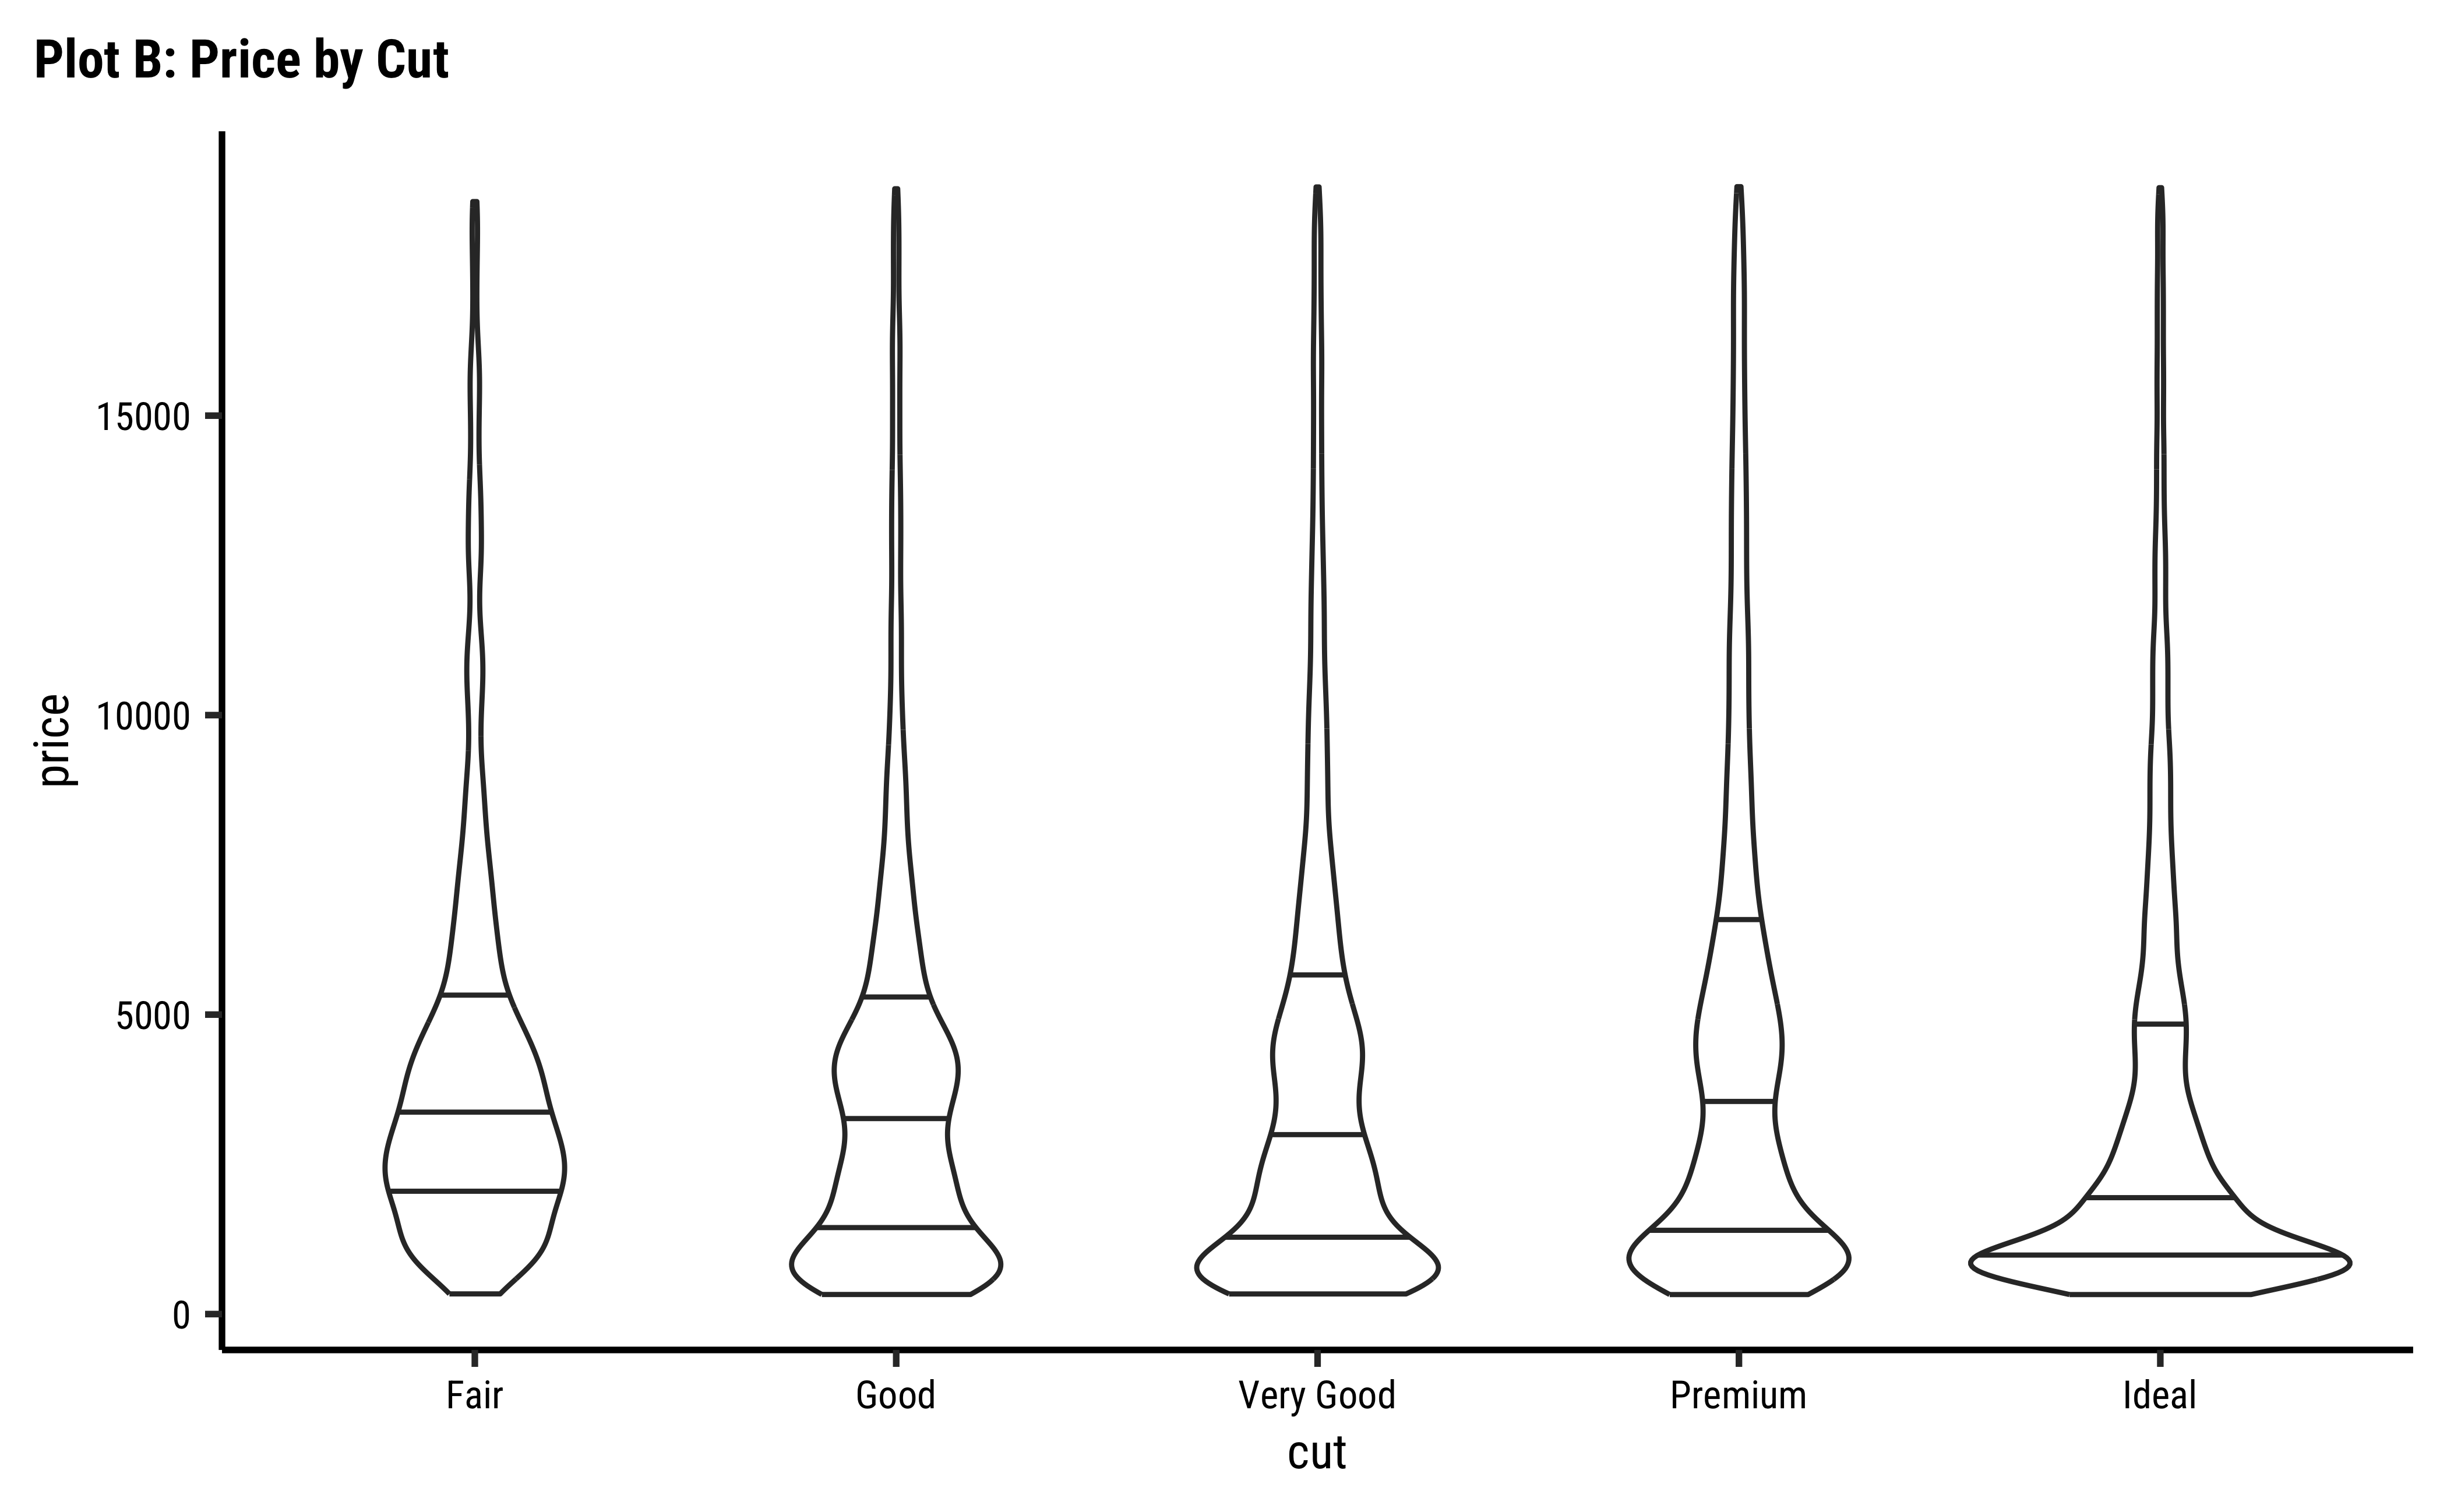 Plot B: Price by Cut
price
15000
10000
5000
0
Fair Good Very Good Premium Ideal
cut